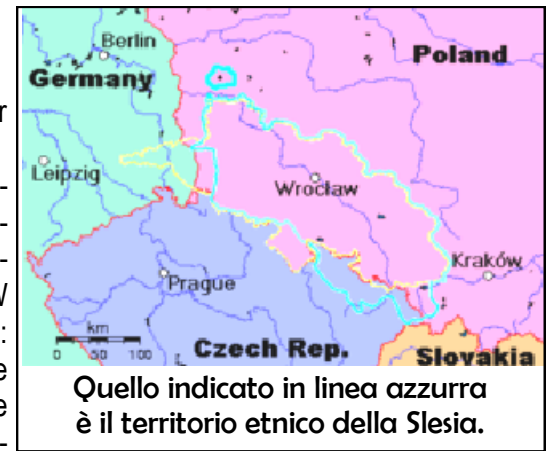 Berlin
Poland
Germany
Leipzig
Wrocław
Kraków
Prague
km
0 50 100
Czech Rep.
Slovakia
Quello indicato in linea azzurra
è il territorio etnico della Slesia.